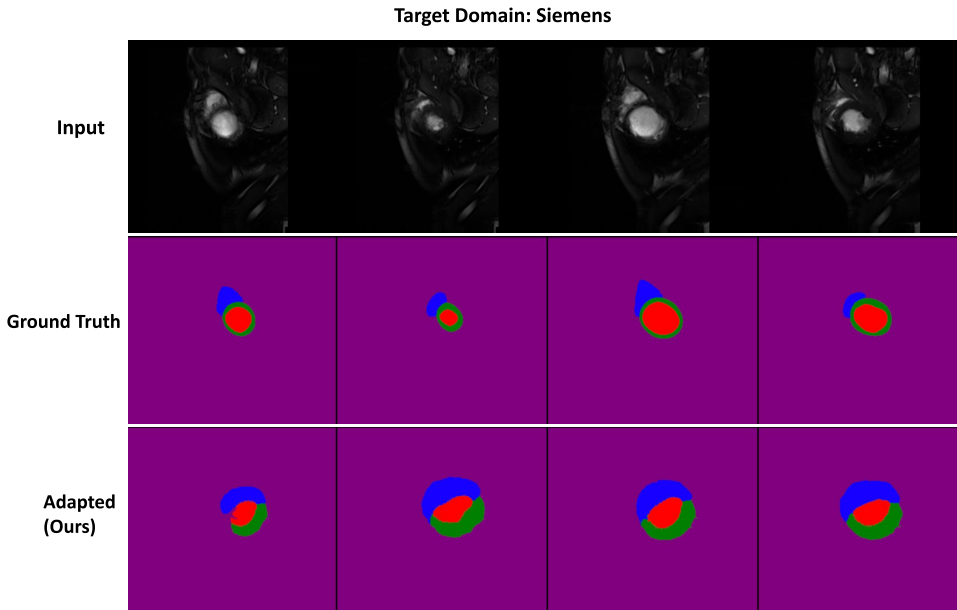 Target Domain: Siemens
Input
Ground Truth
Adapted
(Ours)